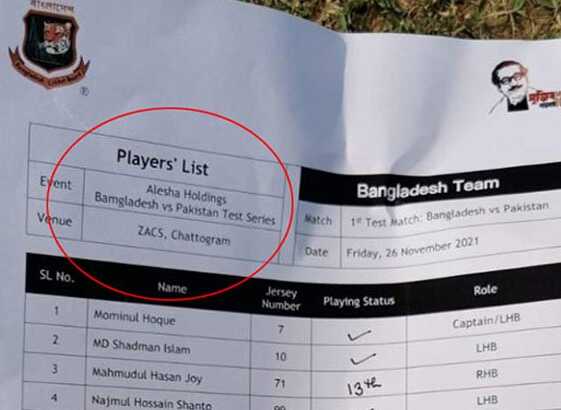 বাংলাদেশ
Bangladesh Cricket Board
®
মুজিব
Players' List
Event
Alesha Holdings
Bamgladesh vs Pakistan Test Series
Venue
ZACS, Chattogram
Bangladesh Team
Match
1st Test Match: Bangladesh vs Pakistan
Date
Friday, 26 November 2021
SL No. Name Jersey Number Playing Status Role
1 Mominul Hoque 7 ✓ Captain/LHB
2 MD Shadman Islam 10 ✓ LHB
3 Mahmudul Hasan Joy 71 13th RHB
4 Najmul Hossain Shanto LHB